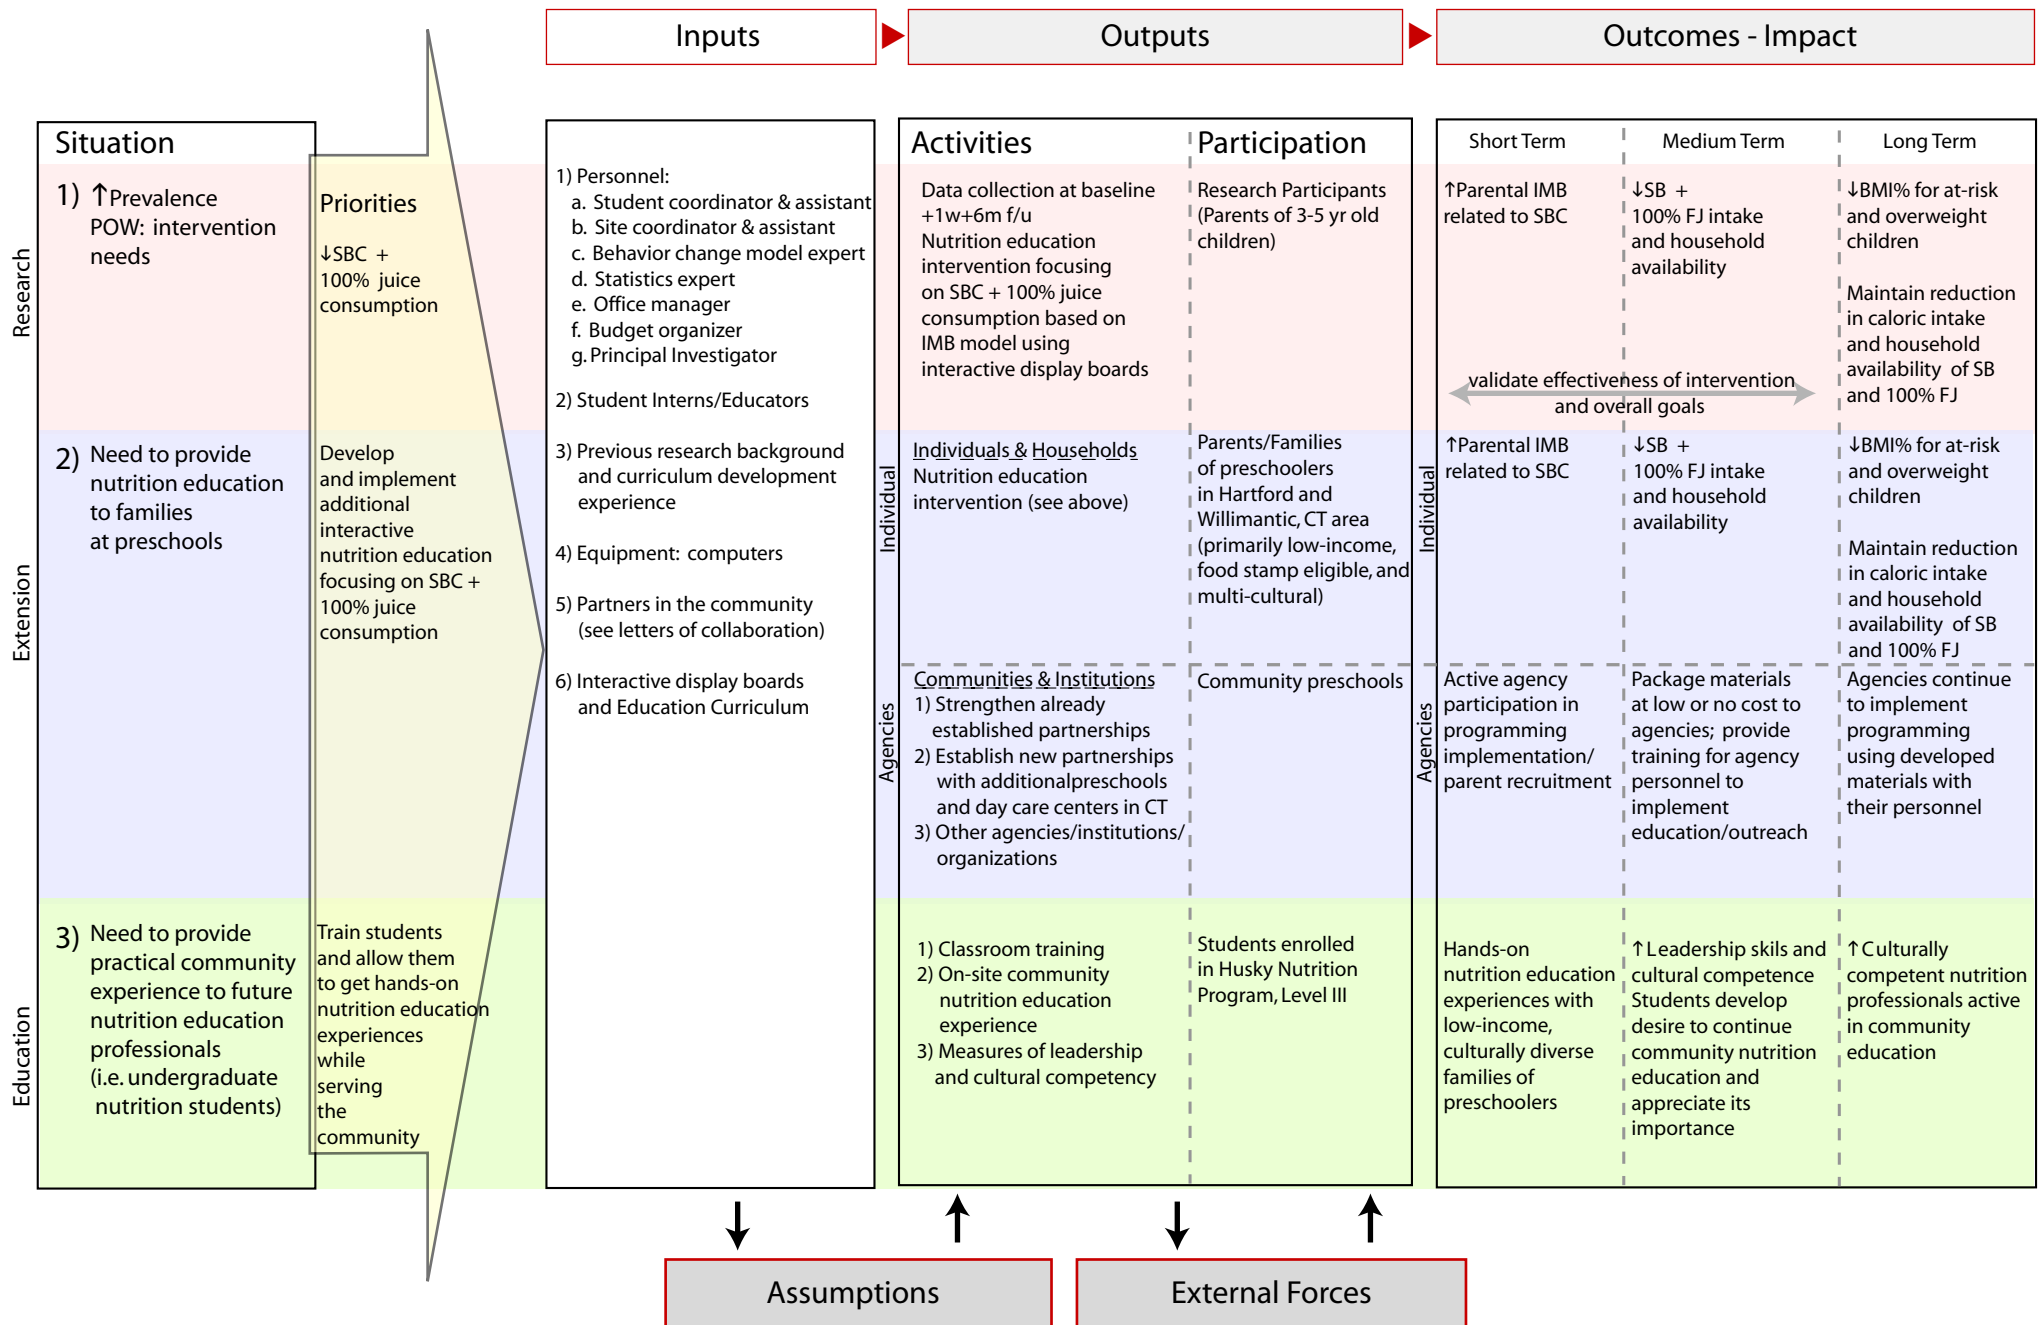 Inputs
Outputs
Outcomes - Impact
Situation
1) ↑Prevalence
POW: intervention
needs
Priorities
↓SBC +
100% juice
consumption
1) Personnel:
a. Student coordinator & assistant
b. Site coordinator & assistant
c. Behavior change model expert
d. Statistics expert
e. Office manager
f. Budget organizer
g. Principal Investigator
2) Student Interns/Educators
3) Previous research background
and curriculum development
experience
4) Equipment: computers
5) Partners in the community
(see letters of collaboration)
6) Interactive display boards
and Education Curriculum
Activities
Participation
Data collection at baseline
+1w+6m f/u
Nutrition education
intervention focusing
on SBC + 100% juice
consumption based on
IMB model using
interactive display boards
Research Participants
(Parents of 3-5 yr old
children)
Short Term
Medium Term
Long Term
↑Parental IMB
related to SBC
↓SB +
100% FJ intake
and household
availability
↓BMI% for at-risk
and overweight
children
Maintain reduction
in caloric intake
and household
availability of SB
and 100% FJ
validate effectiveness of intervention
and overall goals
Research
2) Need to provide
nutrition education
to families
at preschools
Develop
and implement
additional
interactive
nutrition education
focusing on SBC +
100% juice
consumption
Extension
Individual
Individuals & Households
Nutrition education
intervention (see above)
Parents/Families
of preschoolers
in Hartford and
Willimantic, CT area
(primarily low-income,
food stamp eligible, and
multi-cultural)
Individual
↑Parental IMB
related to SBC
↓SB +
100% FJ intake
and household
availability
↓BMI% for at-risk
and overweight
children
Maintain reduction
in caloric intake
and household
availability of SB
and 100% FJ
Agencies
Communities & Institutions
1) Strengthen already
established partnerships
2) Establish new partnerships
with additionalpreschools
and day care centers in CT
3) Other agencies/institutions/
organizations
Community preschools
Agencies
Active agency
participation in
programming
implementation/
parent recruitment
Package materials
at low or no cost to
agencies; provide
training for agency
personnel to
implement
education/outreach
Agencies continue
to implement
programming
using developed
materials with
their personnel
Education
3) Need to provide
practical community
experience to future
nutrition education
professionals
(i.e. undergraduate
nutrition students)
Train students
and allow them
to get hands-on
nutrition education
experiences
while
serving
the
community
1) Classroom training
2) On-site community
nutrition education
experience
3) Measures of leadership
and cultural competency
Students enrolled
in Husky Nutrition
Program, Level III
Hands-on
nutrition education
experiences with
low-income,
culturally diverse
families of
preschoolers
↑Leadership skils and
cultural competence
Students develop
desire to continue
community nutrition
education and
appreciate its
importance
↑Culturally
competent nutrition
professionals active
in community
education
Assumptions
External Forces